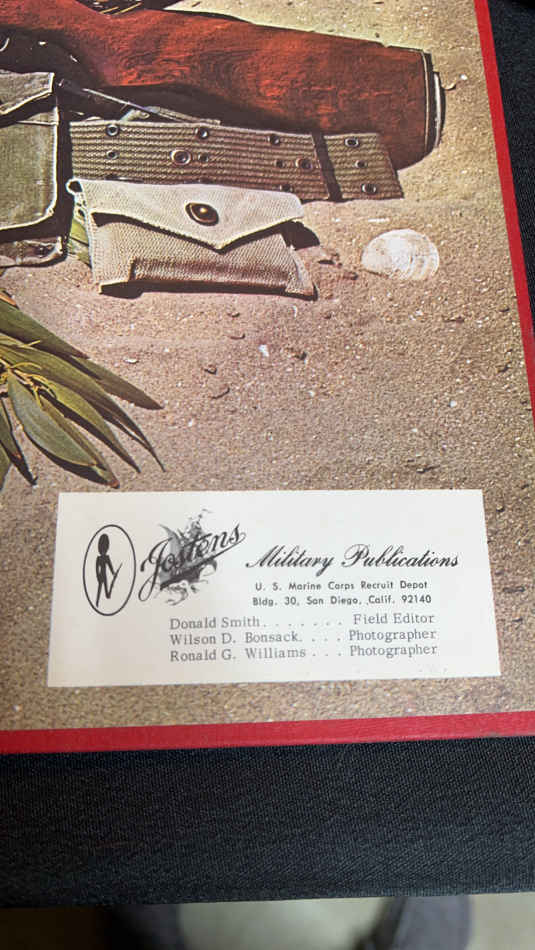 Jostens
Military Publications
U. S. Marine Corps Recruit Depot
Bldg. 30, San Diego, Calif. 92140
Donald Smith. . . . . . . Field Editor
Wilson D. Bonsack. . . . Photographer
Ronald G. Williams . . . Photographer